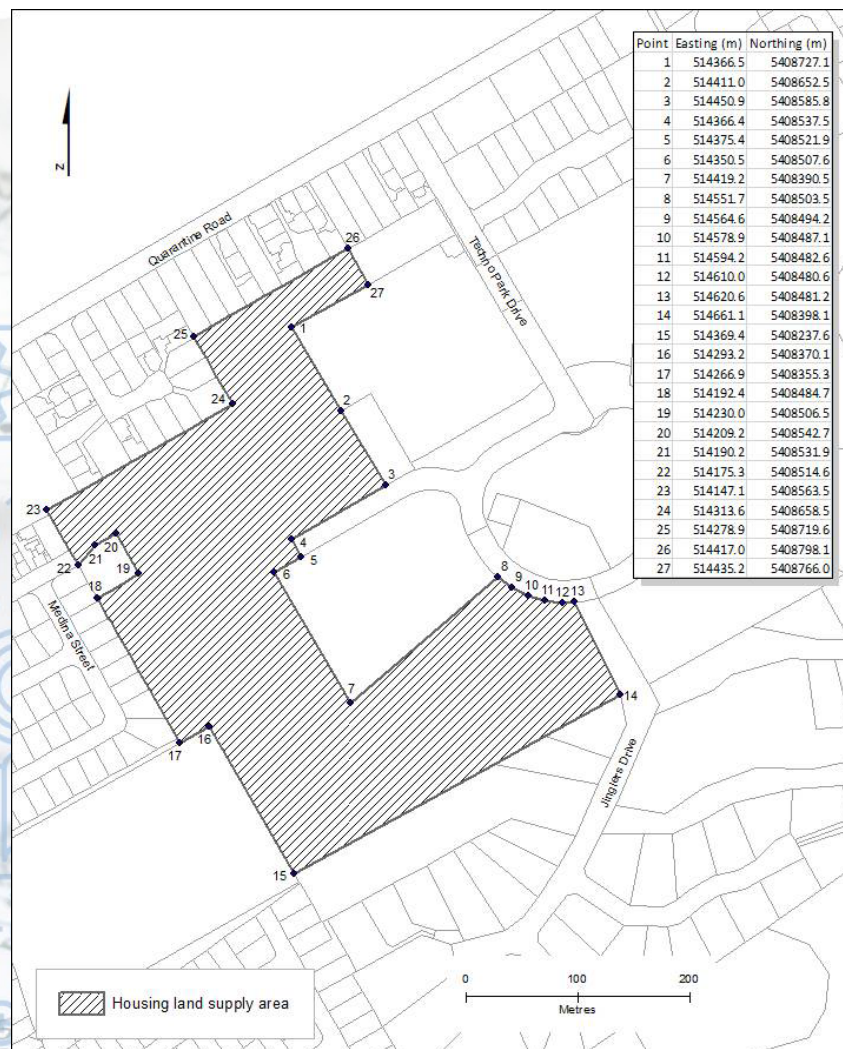 Point Easting (m) Northing (m)
1 514366.5 5408727.1
2 514411.0 5408652.5
3 514450.9 5408585.8
4 514366.4 5408537.5
5 514375.4 5408521.9
6 514350.5 5408507.6
7 514419.2 5408390.5
8 514551.7 5408503.5
9 514564.6 5408494.2
10 514578.9 5408487.1
11 514594.2 5408482.6
12 514610.0 5408480.6
13 514620.6 5408481.2
14 514661.1 5408398.1
15 514369.4 5408237.6
16 514293.2 5408370.1
17 514266.9 5408355.3
18 514192.4 5408484.7
19 514230.0 5408506.5
20 514209.2 5408542.7
21 514190.2 5408531.9
22 514175.3 5408514.6
23 514147.1 5408563.5
24 514313.6 5408658.5
25 514278.9 5408719.6
26 514417.0 5408798.1
27 514435.2 5408766.0
N
Quarantine Road
Techno Park Drive
26
27
25
1
24
2
3
23
4
20
5
21
22
19
6
8
9
10
11
12
13
18
Medina Street
7
14
16
17
Jinglers Drive
15
Housing land supply area
0 100 200
Metres